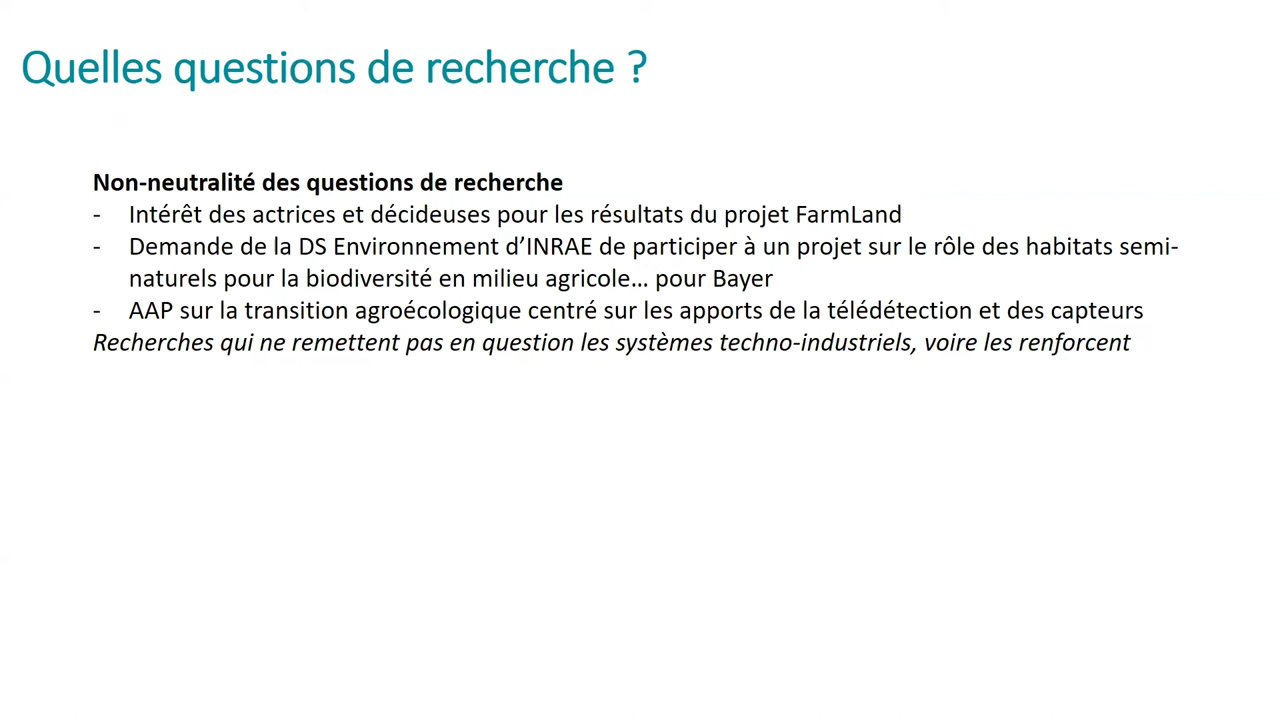 Quelles questions de recherche ?
Non-neutralité des questions de recherche
- Intérêt des actrices et décideuses pour les résultats du projet FarmLand
- Demande de la DS Environnement d’INRAE de participer à un projet sur le rôle des habitats semi-
naturels pour la biodiversité en milieu agricole… pour Bayer
- AAP sur la transition agroécologique centré sur les apports de la télédétection et des capteurs
Recherches qui ne remettent pas en question les systèmes techno-industriels, voire les renforcent